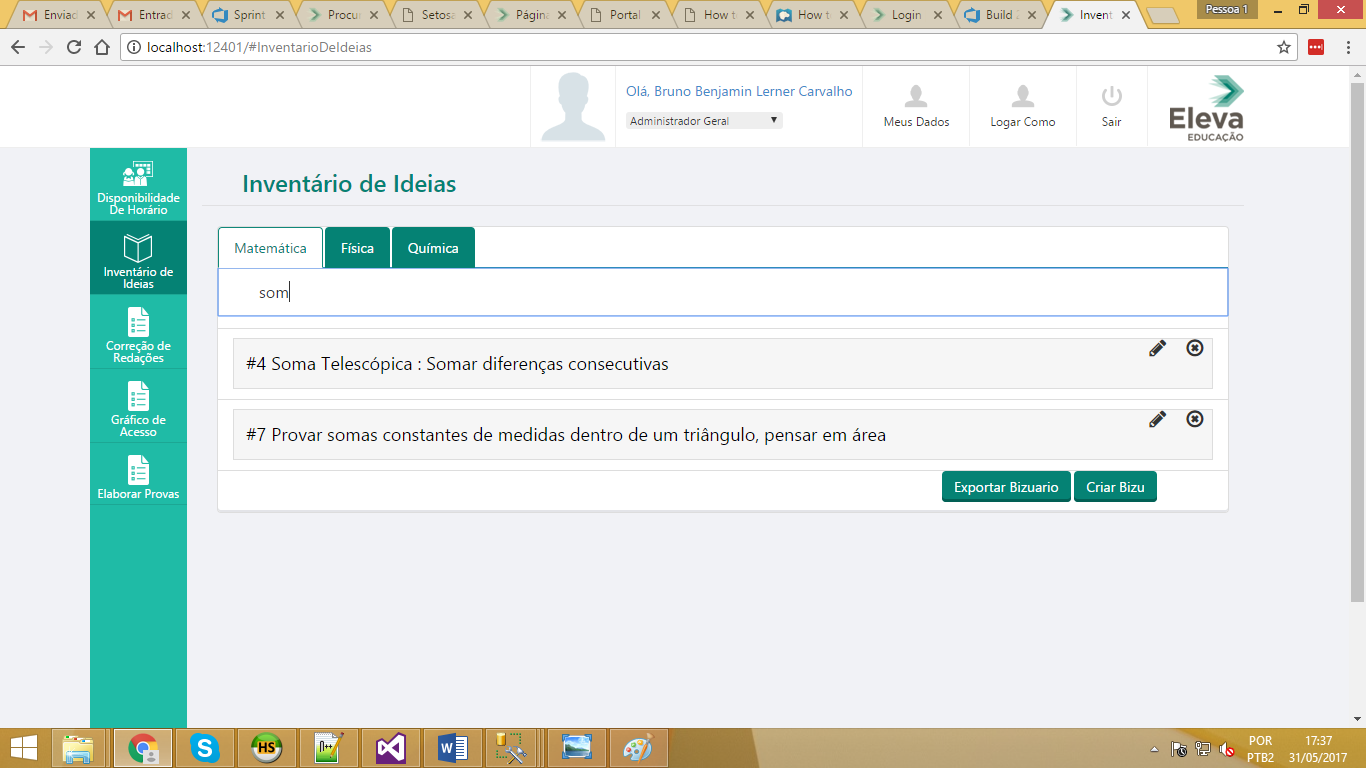 Enviad
Entrad
Sprint
Procu
Setosa
Página
Portal
How t
How t
Login
Build
Invent
Pessoa 1
localhost:12401/#InventarioDeIdeias
Olá, Bruno Benjamin Lerner Carvalho
Administrador Geral
Meus Dados
Logar Como
Sair
Eleva
EDUCAÇÃO
Disponibilidade
De Horário
Inventário de
Ideias
Correção de
Redações
Gráfico de
Acesso
Elaborar Provas
Inventário de Ideias
Matemática
Física
Química
som
#4 Soma Telescópica : Somar diferenças consecutivas
#7 Provar somas constantes de medidas dentro de um triângulo, pensar em área
Exportar Bizuario
Criar Bizu
HS
POR
PTB2
17:37
31/05/2017